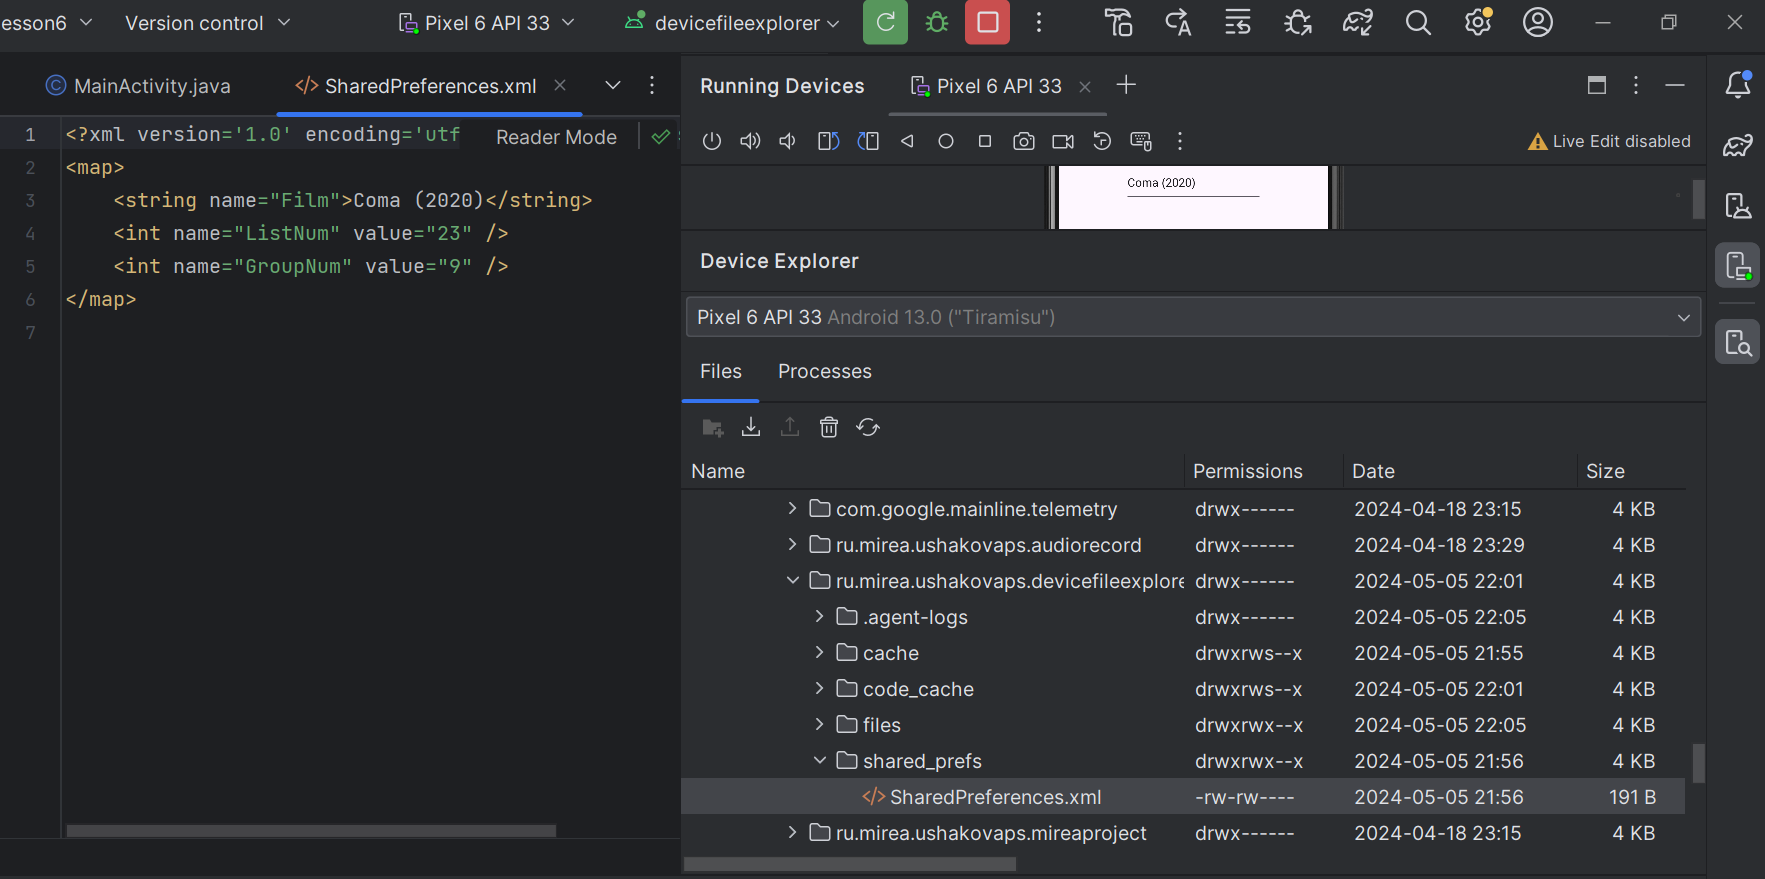 esson6 Version control Pixel 6 API 33 devicefileexplorer
MainActivity.java SharedPreferences.xml
1 <?xml version='1.0' encoding='utf
Reader Mode
2 <map>
3 <string name="Film">Coma (2020)</string>
4 <int name="ListNum" value="23" />
5 <int name="GroupNum" value="9" />
6 </map>
7
Running Devices Pixel 6 API 33
Live Edit disabled
Coma (2020)
Device Explorer
Pixel 6 API 33 Android 13.0 ("Tiramisu")
Files Processes
Name Permissions Date Size
com.google.mainline.telemetry drwx------ 2024-04-18 23:15 4 KB
ru.mirea.ushakovaps.audiorecord drwx------ 2024-04-18 23:29 4 KB
ru.mirea.ushakovaps.devicefileexplore drwx------ 2024-05-05 22:01 4 KB
.agent-logs drwx------ 2024-05-05 22:05 4 KB
cache drwxrws--x 2024-05-05 21:55 4 KB
code_cache drwxrws--x 2024-05-05 22:01 4 KB
files drwxrwx--x 2024-05-05 22:05 4 KB
shared_prefs drwxrwx--x 2024-05-05 21:56 4 KB
SharedPreferences.xml -rw-rw---- 2024-05-05 21:56 191 B
ru.mirea.ushakovaps.mireaproject drwx------ 2024-04-18 23:15 4 KB